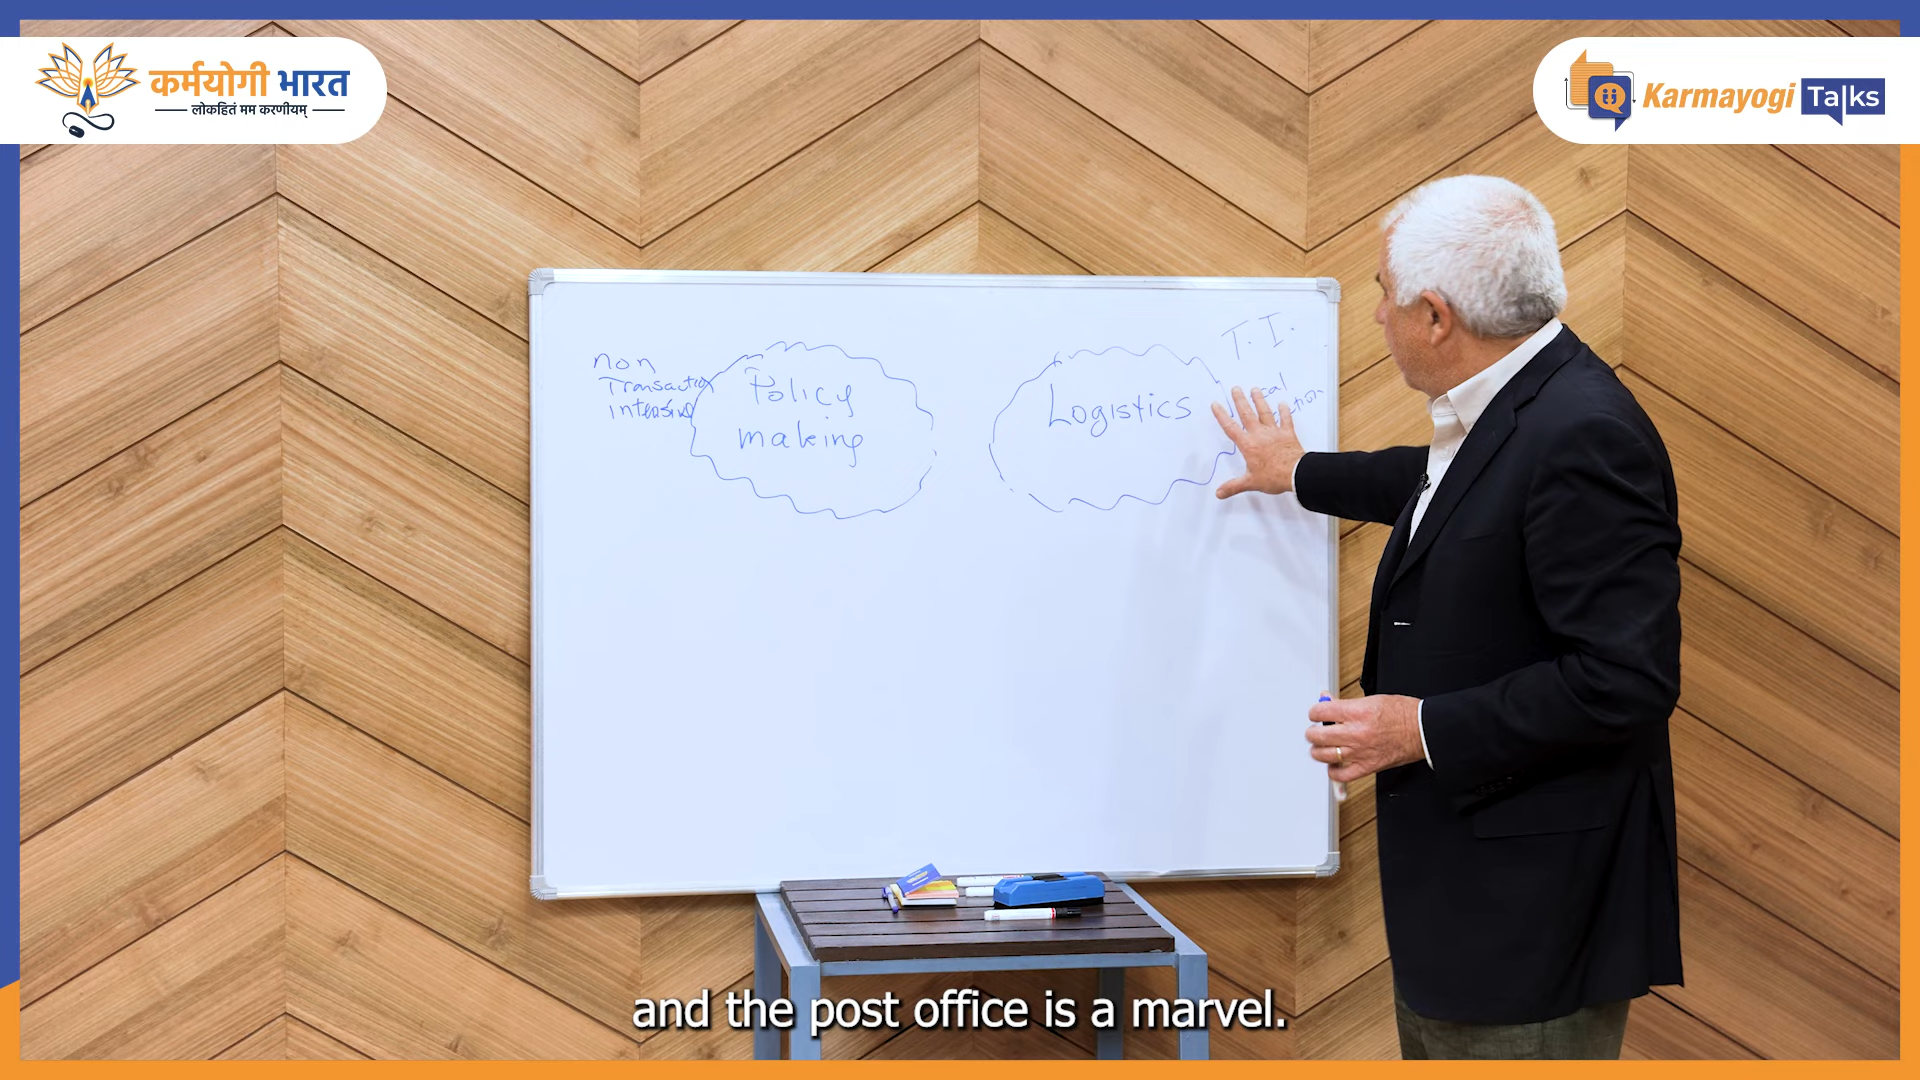 कर्मयोगी भारत
लोकहितं मम करणीयम्
Karmayogi Talks
non
Transaction
intensive
Policy
making
Logistics
T. I.
and the post office is a marvel.